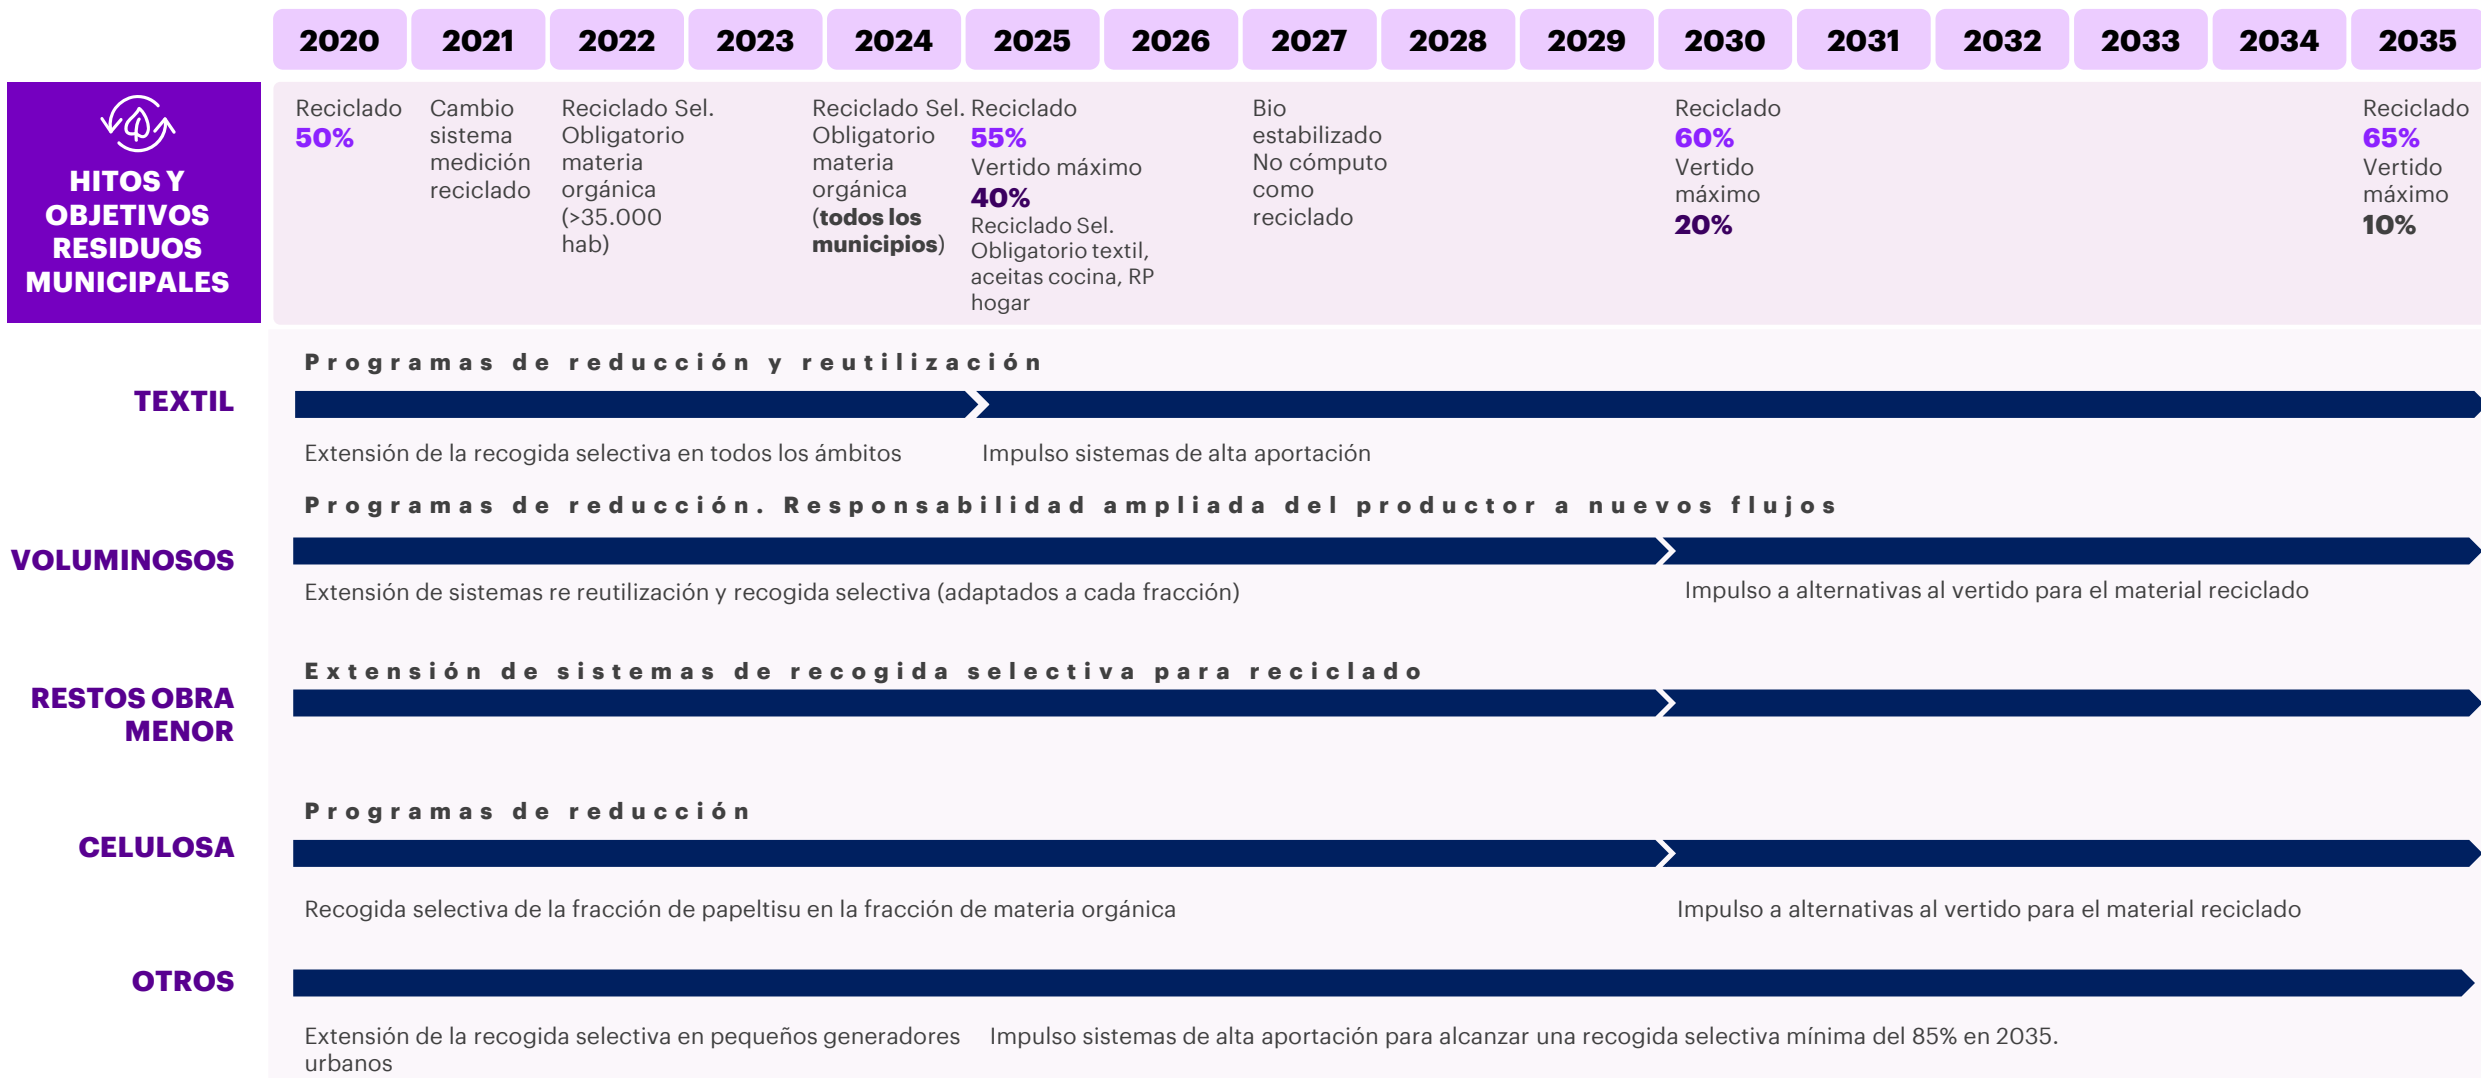 2020 2021 2022 2023 2024 2025 2026 2027 2028 2029 2030 2031 2032 2033 2034 2035
HITOS Y
OBJETIVOS
RESIDUOS
MUNICIPALES
Reciclado
50%
Cambio
sistema
medición
reciclado
Reciclado Sel.
Obligatorio
materia
orgánica
(>35.000
hab)
Reciclado Sel.
Obligatorio
materia
orgánica
(todos los
municipios)
Reciclado
55%
Vertido máximo
40%
Reciclado Sel.
Obligatorio textil,
aceitas cocina, RP
hogar
Bio
estabilizado
No cómputo
como
reciclado
Reciclado
60%
Vertido
máximo
20%
Reciclado
65%
Vertido
máximo
10%
TEXTIL
Programas de reducción y reutilización
Extensión de la recogida selectiva en todos los ámbitos
Impulso sistemas de alta aportación
VOLUMINOSOS
Programas de reducción. Responsabilidad ampliada del productor a nuevos flujos
Extensión de sistemas re reutilización y recogida selectiva (adaptados a cada fracción)
Impulso a alternativas al vertido para el material reciclado
RESTOS OBRA
MENOR
Extensión de sistemas de recogida selectiva para reciclado
CELULOSA
Programas de reducción
Recogida selectiva de la fracción de papeltisu en la fracción de materia orgánica
Impulso a alternativas al vertido para el material reciclado
OTROS
Extensión de la recogida selectiva en pequeños generadores
urbanos
Impulso sistemas de alta aportación para alcanzar una recogida selectiva mínima del 85% en 2035.